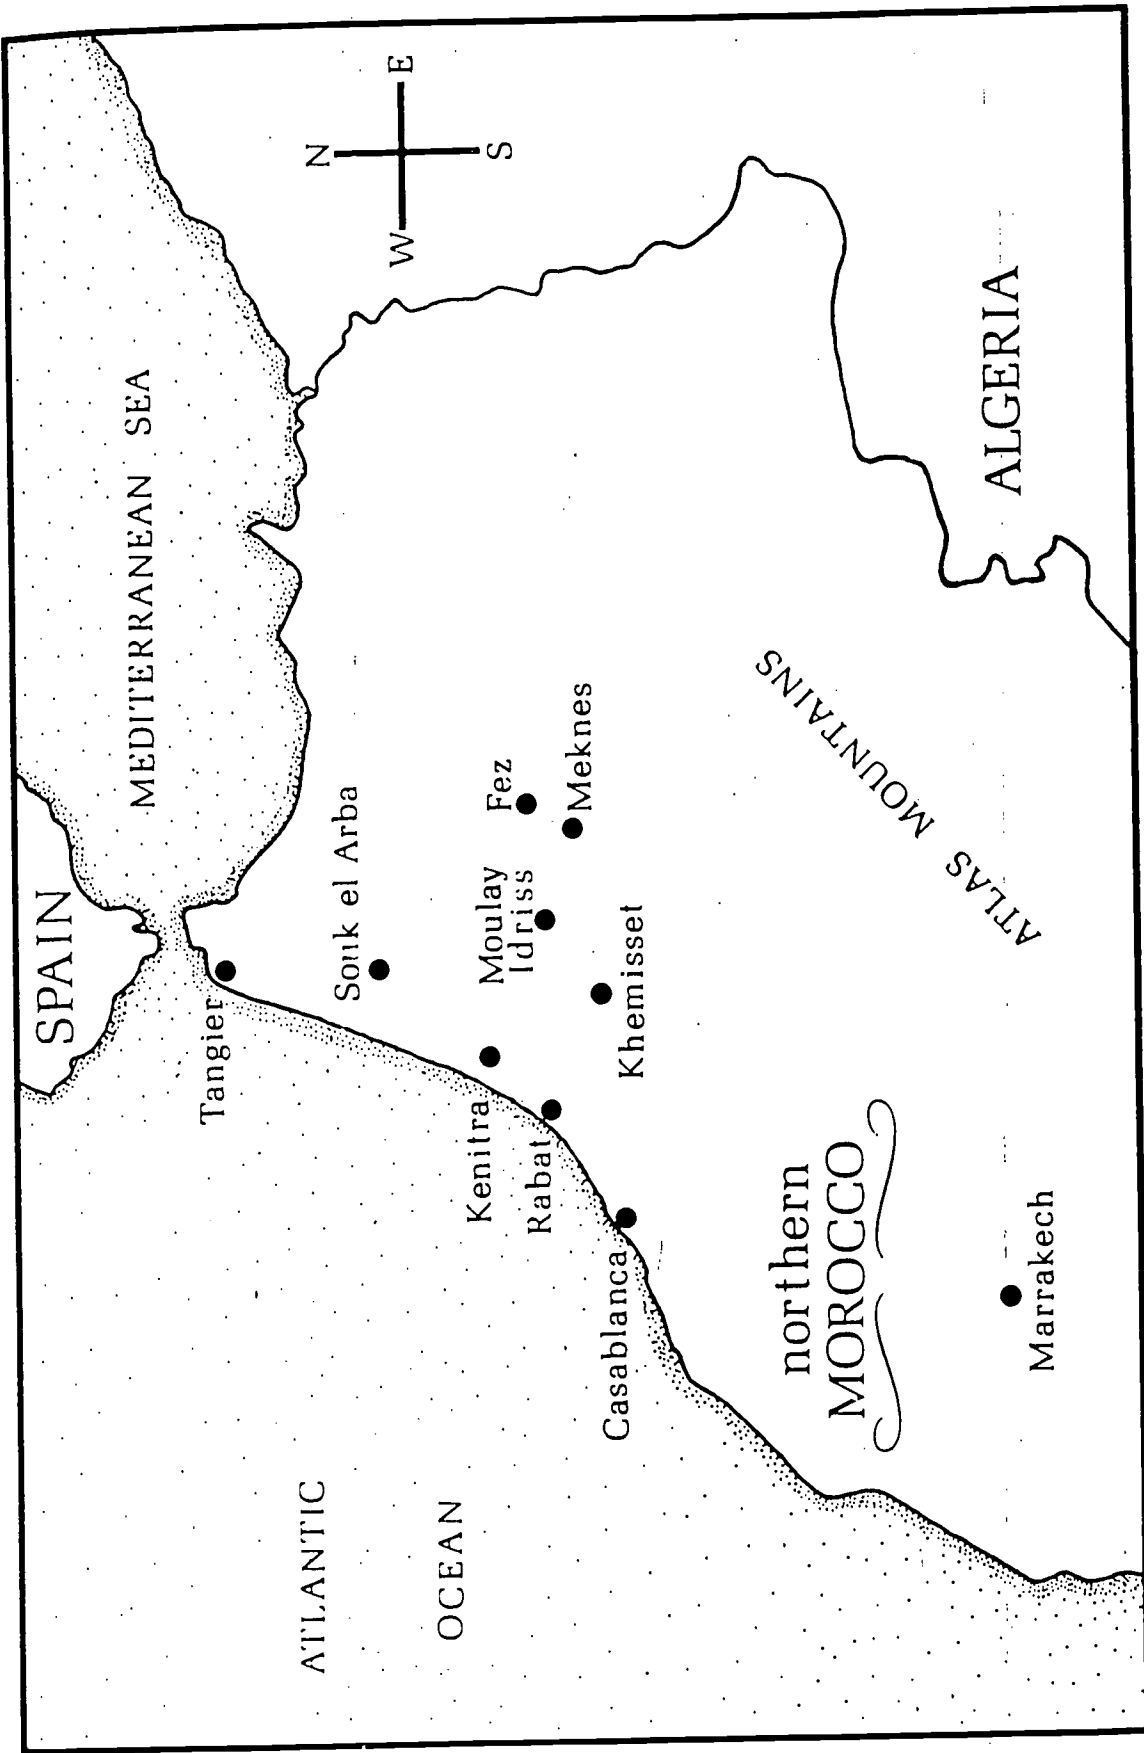 SPAIN
MEDITERRANEAN SEA
N
W
E
S
Tangier
Souk el Arba
Kenitra
Moulay
Idriss
Fez
Meknes
Rabat
Khemisset
Casablanca
ATLANTIC
OCEAN
northern
MOROCCO
ATLAS MOUNTAINS
ALGERIA
Marrakech